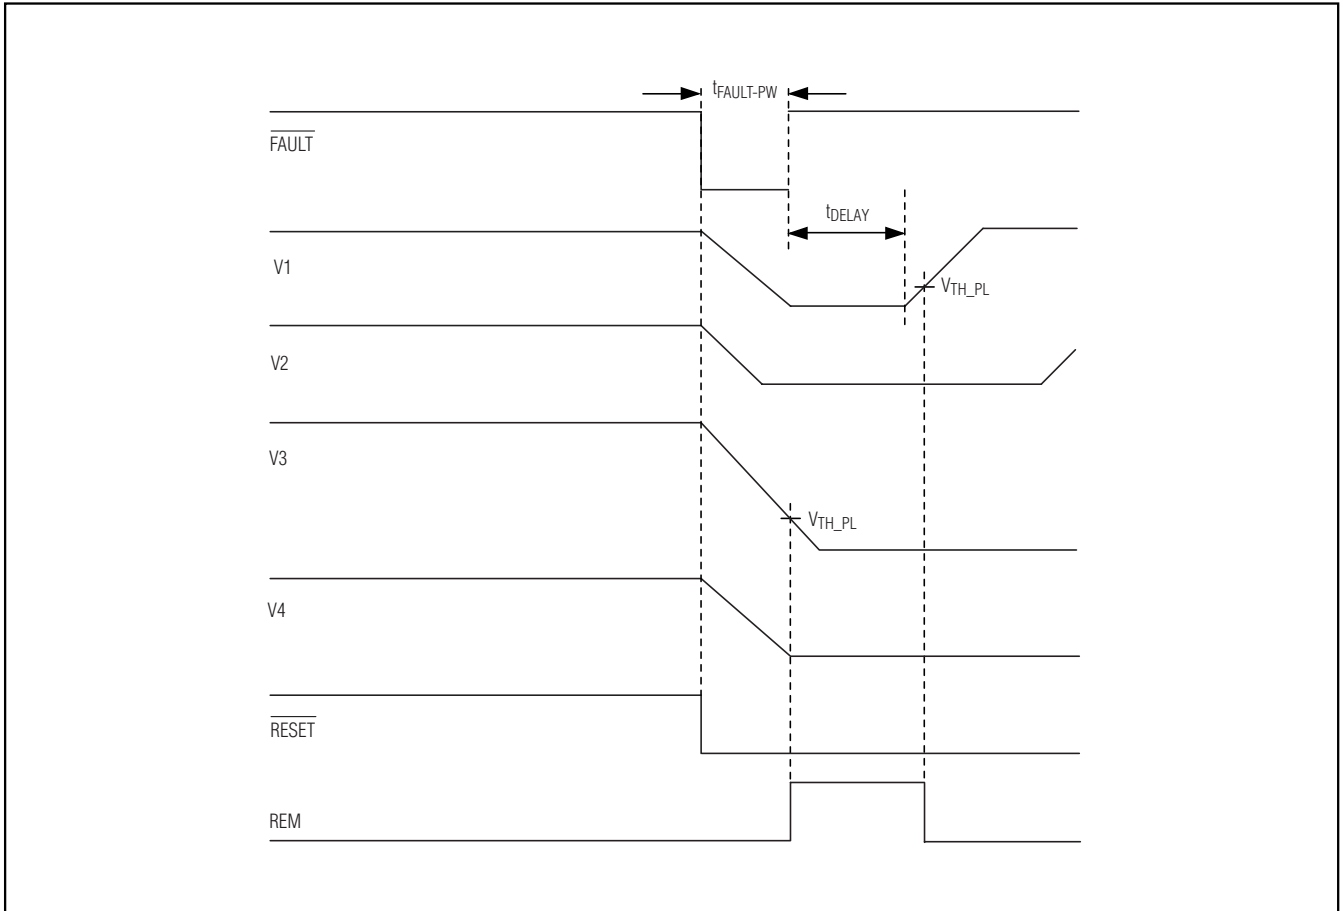 tFAULT-PW
FAULT
tDELAY
V1
VTH_PL
V2
V3
VTH_PL
V4
RESET
REM